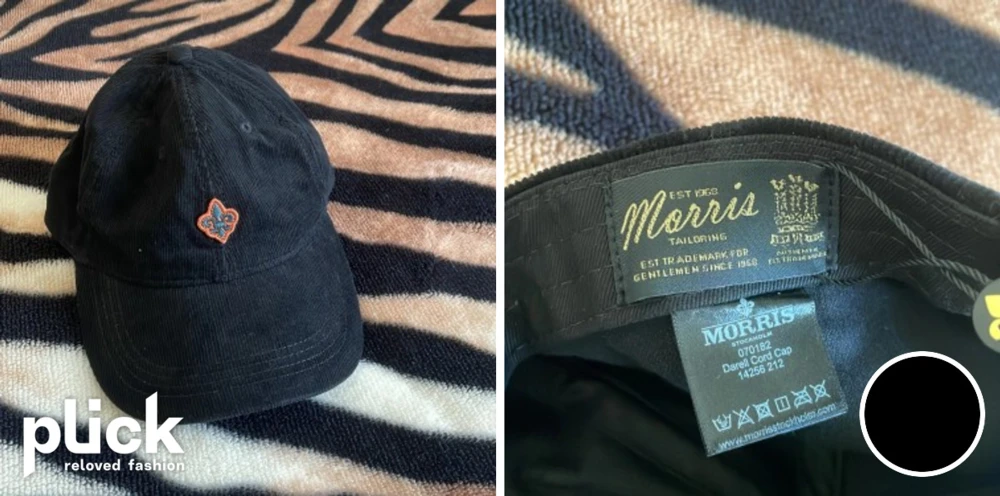 plick
reloved fashion
EST 1968
Morris
TAILORING
EST TRADEMARK FOR
GENTLEMEN SINCE 1968
MORRIS
STOCKHOLM
070182
Darell Cord Cap
14256 212
www.morrisstockholm.com